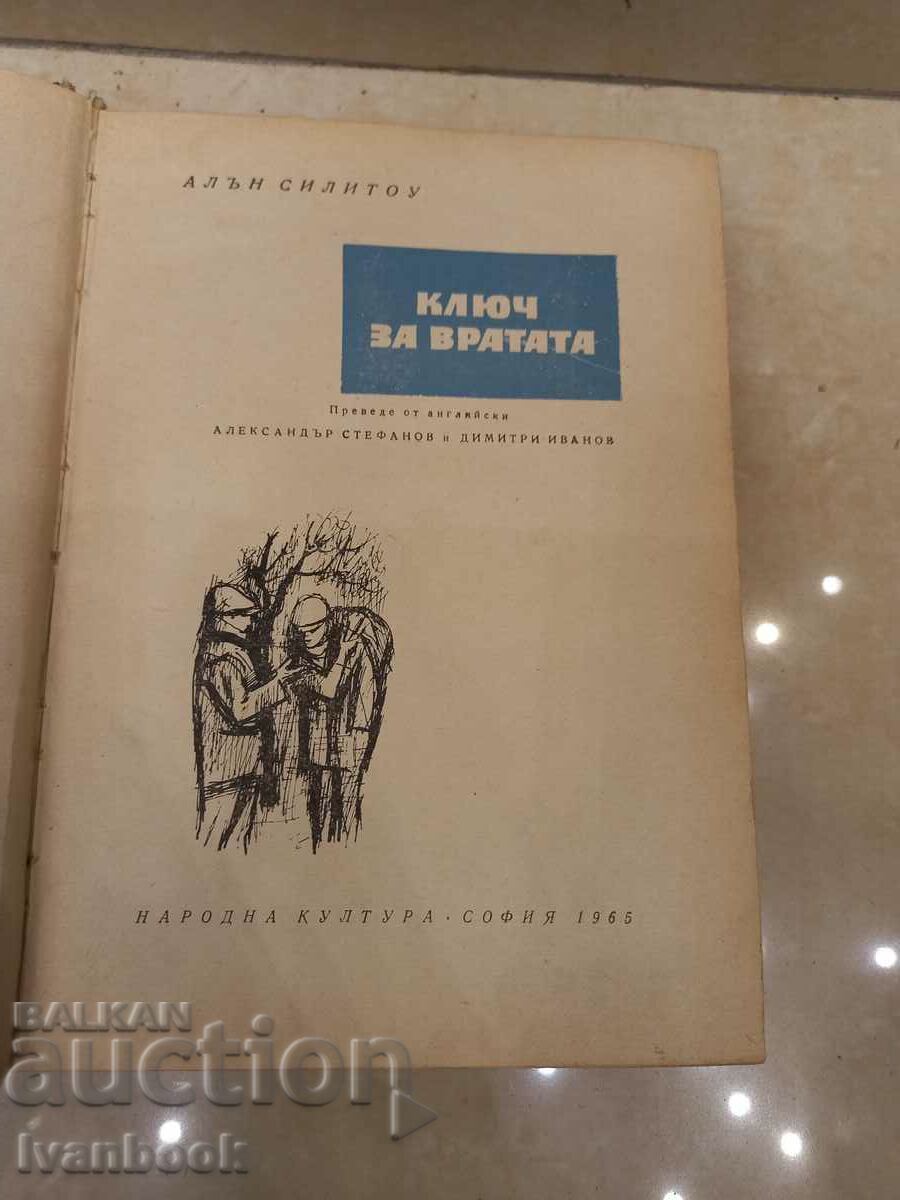 АЛЪН СИЛИТОУ
КЛЮЧ
ЗА ВРАТАТА
Преведе от английски
АЛЕКСАНДЪР СТЕФАНОВ и ДИМИТРИ ИВАНОВ
НАРОДНА КУЛТУРА · СОФИЯ 1965
BALKAN
auction
Ivanbook